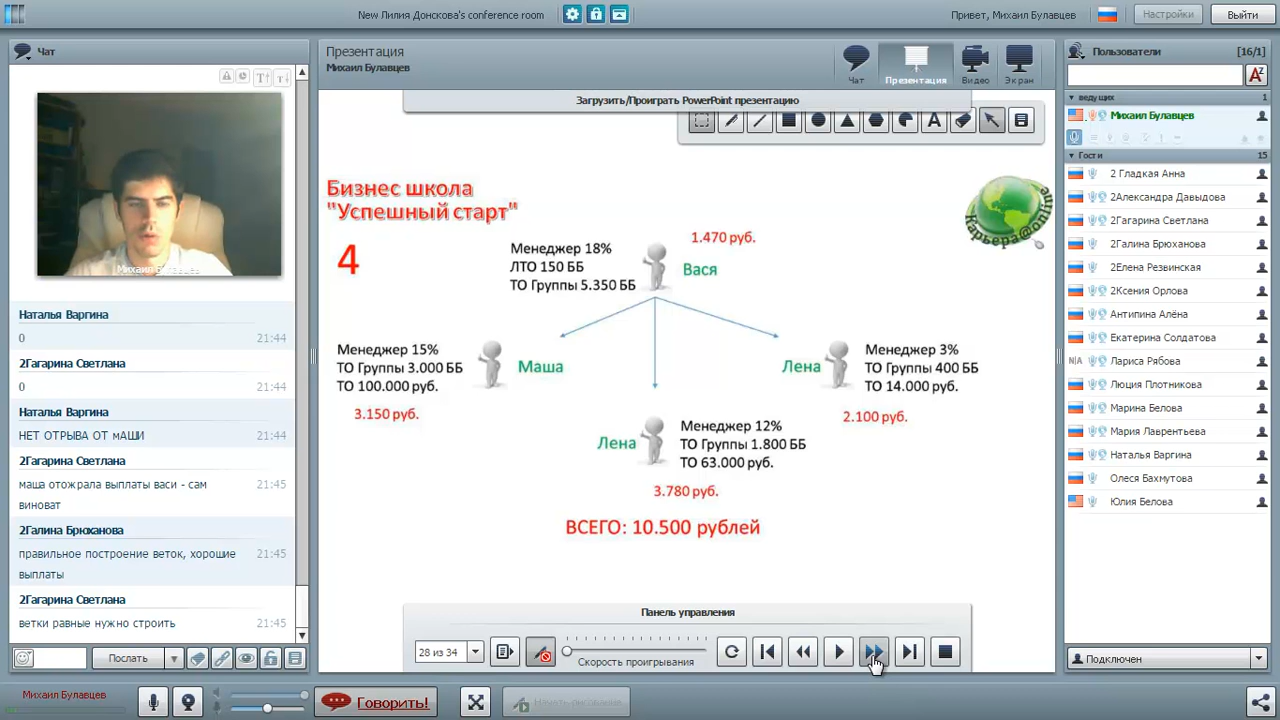 New Лилия Донскова's conference room
Привет, Михаил Булавцев
Настройки
Выйти
Чат
Михаил Булавцев
Наталья Варгина
0 21:44
2Гагарина Светлана
0 21:44
Наталья Варгина
НЕТ ОТРЫВА ОТ мАШИ 21:44
2Гагарина Светлана
маша отожрала выплаты васи - сам 21:45
виноват
2Галина Брюханова
правильное построение веток, хорошие 21:45
выплаты
2Гагарина Светлана
ветки равные нужно строить 21:45
Послать
Презентация
Михаил Булавцев
Чат
Презентация
Видео
Экран
Загрузить/Проиграть PowerPoint презентацию
Бизнес школа
"Успешный старт"
4
Карьера@online
1.470 руб.
Менеджер 18%
ЛТО 150 ББ
ТО Группы 5.350 ББ
Вася
Менеджер 15%
ТО Группы 3.000 ББ
ТО 100.000 руб.
Маша
3.150 руб.
Лена
Менеджер 3%
ТО Группы 400 ББ
ТО 14.000 руб.
2.100 руб.
Лена
Менеджер 12%
ТО Группы 1.800 ББ
ТО 63.000 руб.
3.780 руб.
ВСЕГО: 10.500 рублей
Панель управления
28 из 34
Скорость проигрывания
Пользователи [16/1]
ведущих 1
Михаил Булавцев
Гости 15
2 Гладкая Анна
2Александра Давыдова
2Гагарина Светлана
2Галина Брюханова
2Елена Резвинская
2Ксения Орлова
Антипина Алёна
Екатерина Солдатова
N/A Лариса Рябова
Люция Плотникова
Марина Белова
Мария Лаврентьева
Наталья Варгина
Олеся Бахмутова
Юлия Белова
Подключен
Михаил Булавцев
Говорить!